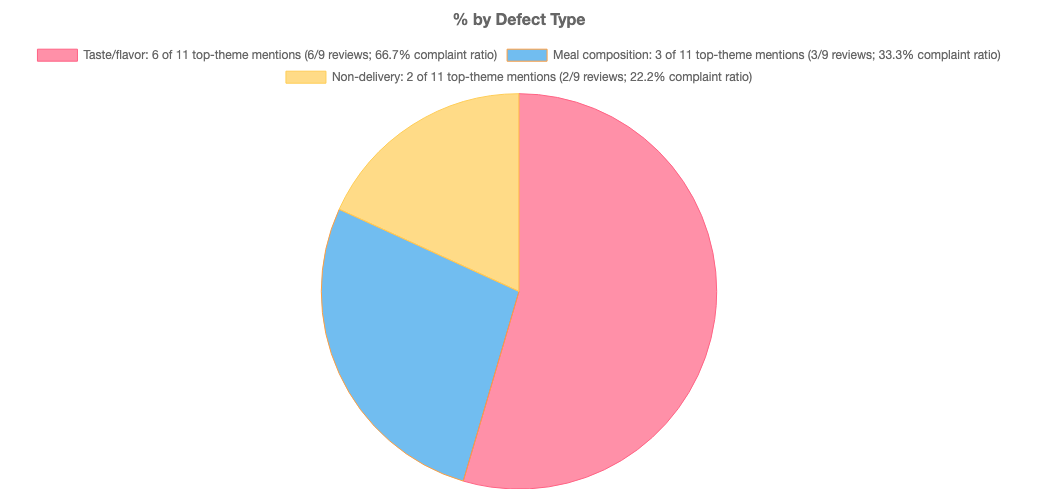 % by Defect Type
Taste/flavor: 6 of 11 top-theme mentions (6/9 reviews; 66.7% complaint ratio) Meal composition: 3 of 11 top-theme mentions (3/9 reviews; 33.3% complaint ratio)
Non-delivery: 2 of 11 top-theme mentions (2/9 reviews; 22.2% complaint ratio)